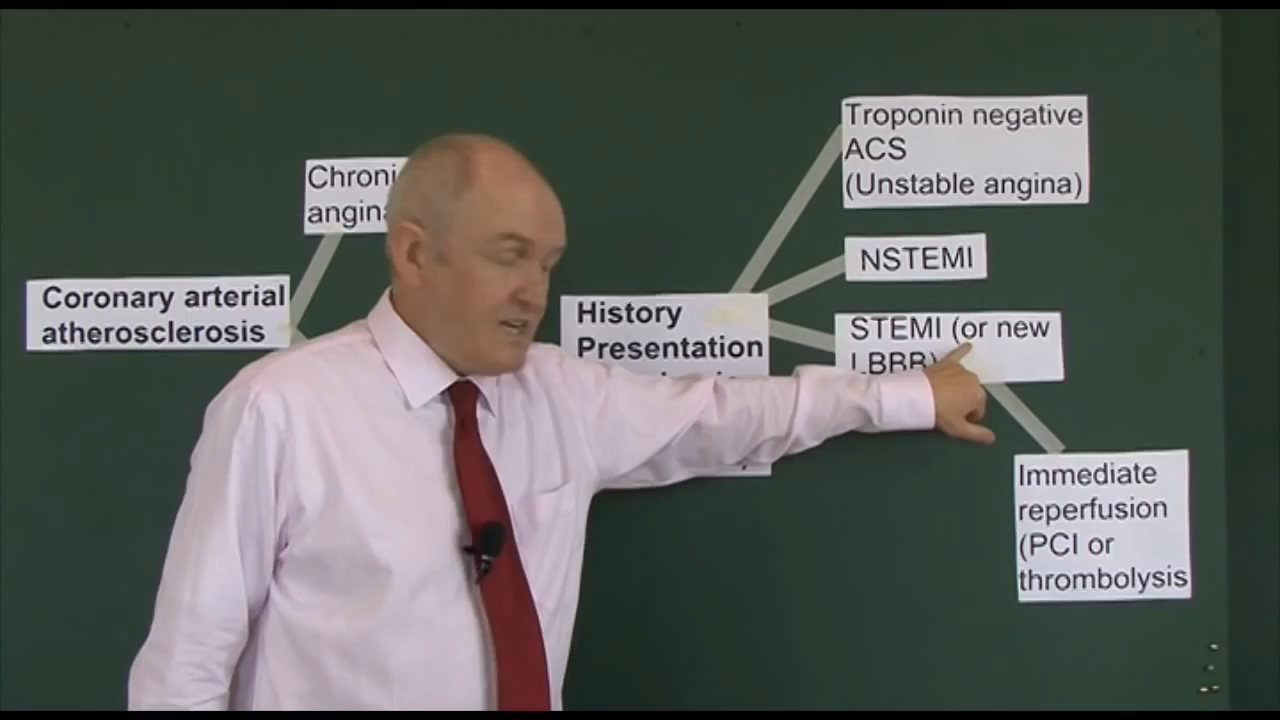 Coronary arterial
atherosclerosis
Chroni
angina
History
Presentation
Troponin negative
ACS
(Unstable angina)
NSTEMI
STEMI (or new
LBBB)
Immediate
reperfusion
(PCI or
thrombolysis